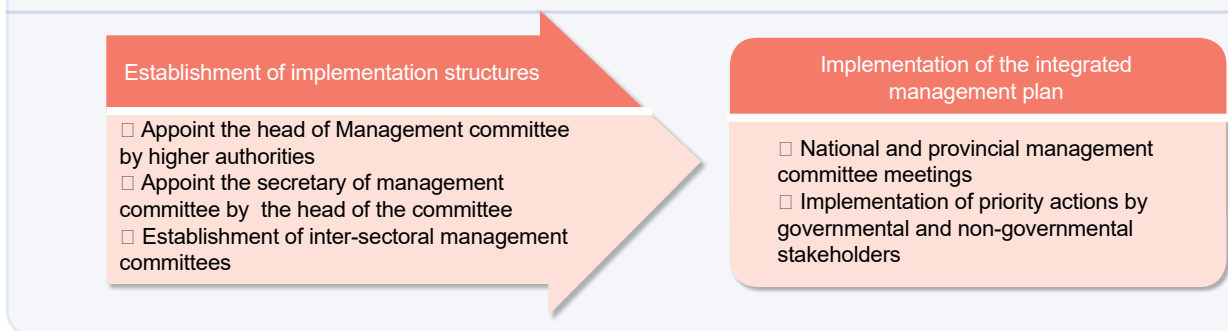 Establishment of implementation structures
□ Appoint the head of Management committee
by higher authorities
□ Appoint the secretary of management
committee by  the head of the committee
□ Establishment of inter-sectoral management
committees
Implementation of the integrated
management plan
□ National and provincial management
committee meetings
□ Implementation of priority actions by
governmental and non-governmental
stakeholders